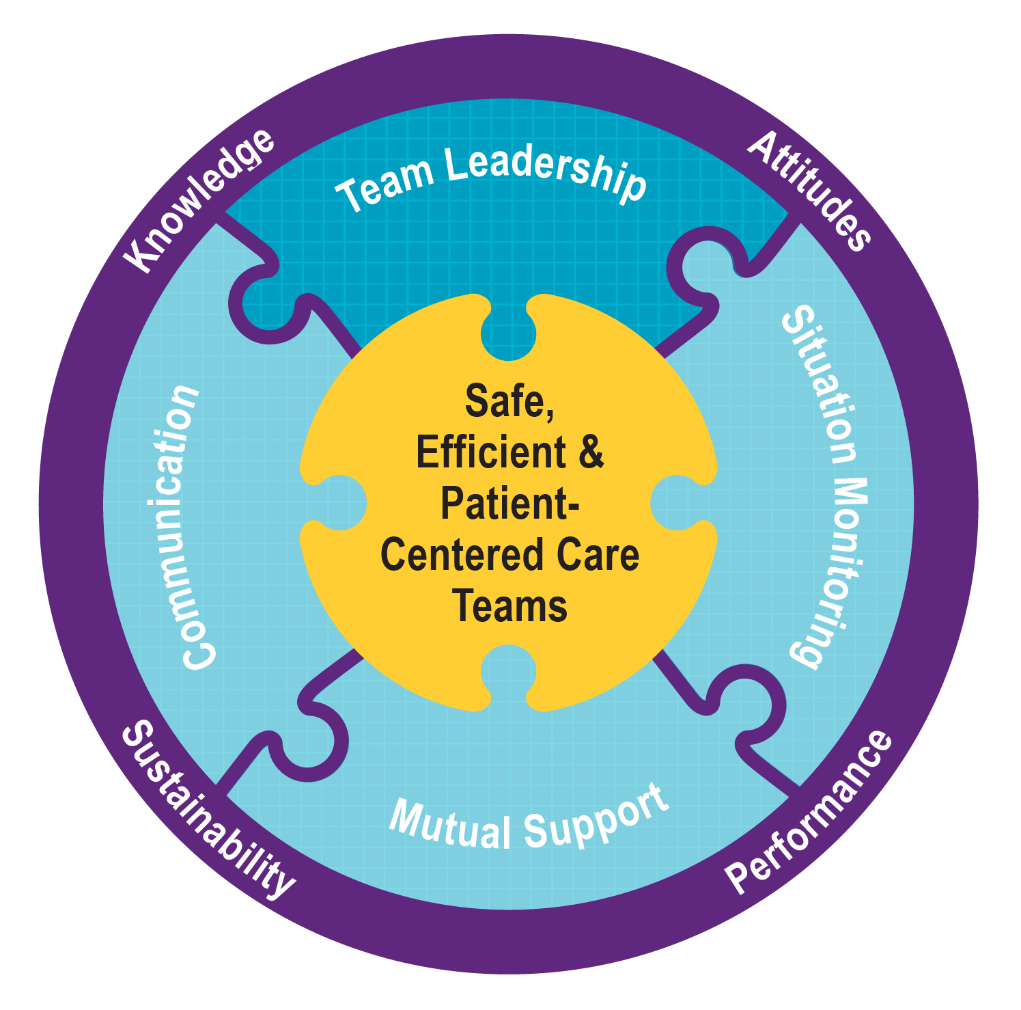 Knowledge
Attitudes
Team Leadership
Communication
Situation Monitoring
Safe,
Efficient &
Patient-
Centered Care
Teams
Mutual Support
Sustainability
Performance